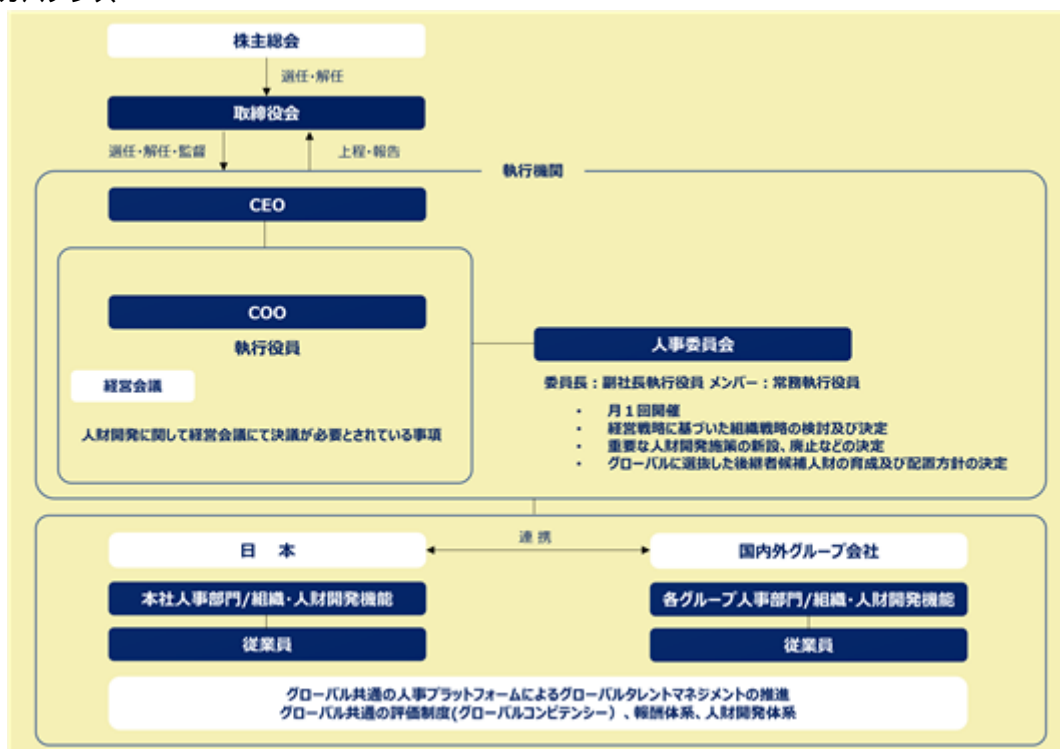 株主総会
選任・解任
取締役会
選任・解任・監督
上程・報告
執行機関
CEO
COO
執行役員
経営会議
人財開発に関して経営会議にて決議が必要とされている事項
人事委員会
委員長：副社長執行役員 メンバー：常務執行役員
・ 月1回開催
・ 経営戦略に基づいた組織戦略の検討及び決定
・ 重要な人財開発施策の新設、廃止などの決定
・ グローバルに選抜した後継者候補人財の育成及び配置方針の決定
日 本
連携
国内外グループ会社
本社人事部門/組織・人財開発機能
各グループ人事部門/組織・人財開発機能
従業員
従業員
グローバル共通の人事プラットフォームによるグローバルタレントマネジメントの推進
グローバル共通の評価制度(グローバルコンピテンシー）、報酬体系、人財開発体系